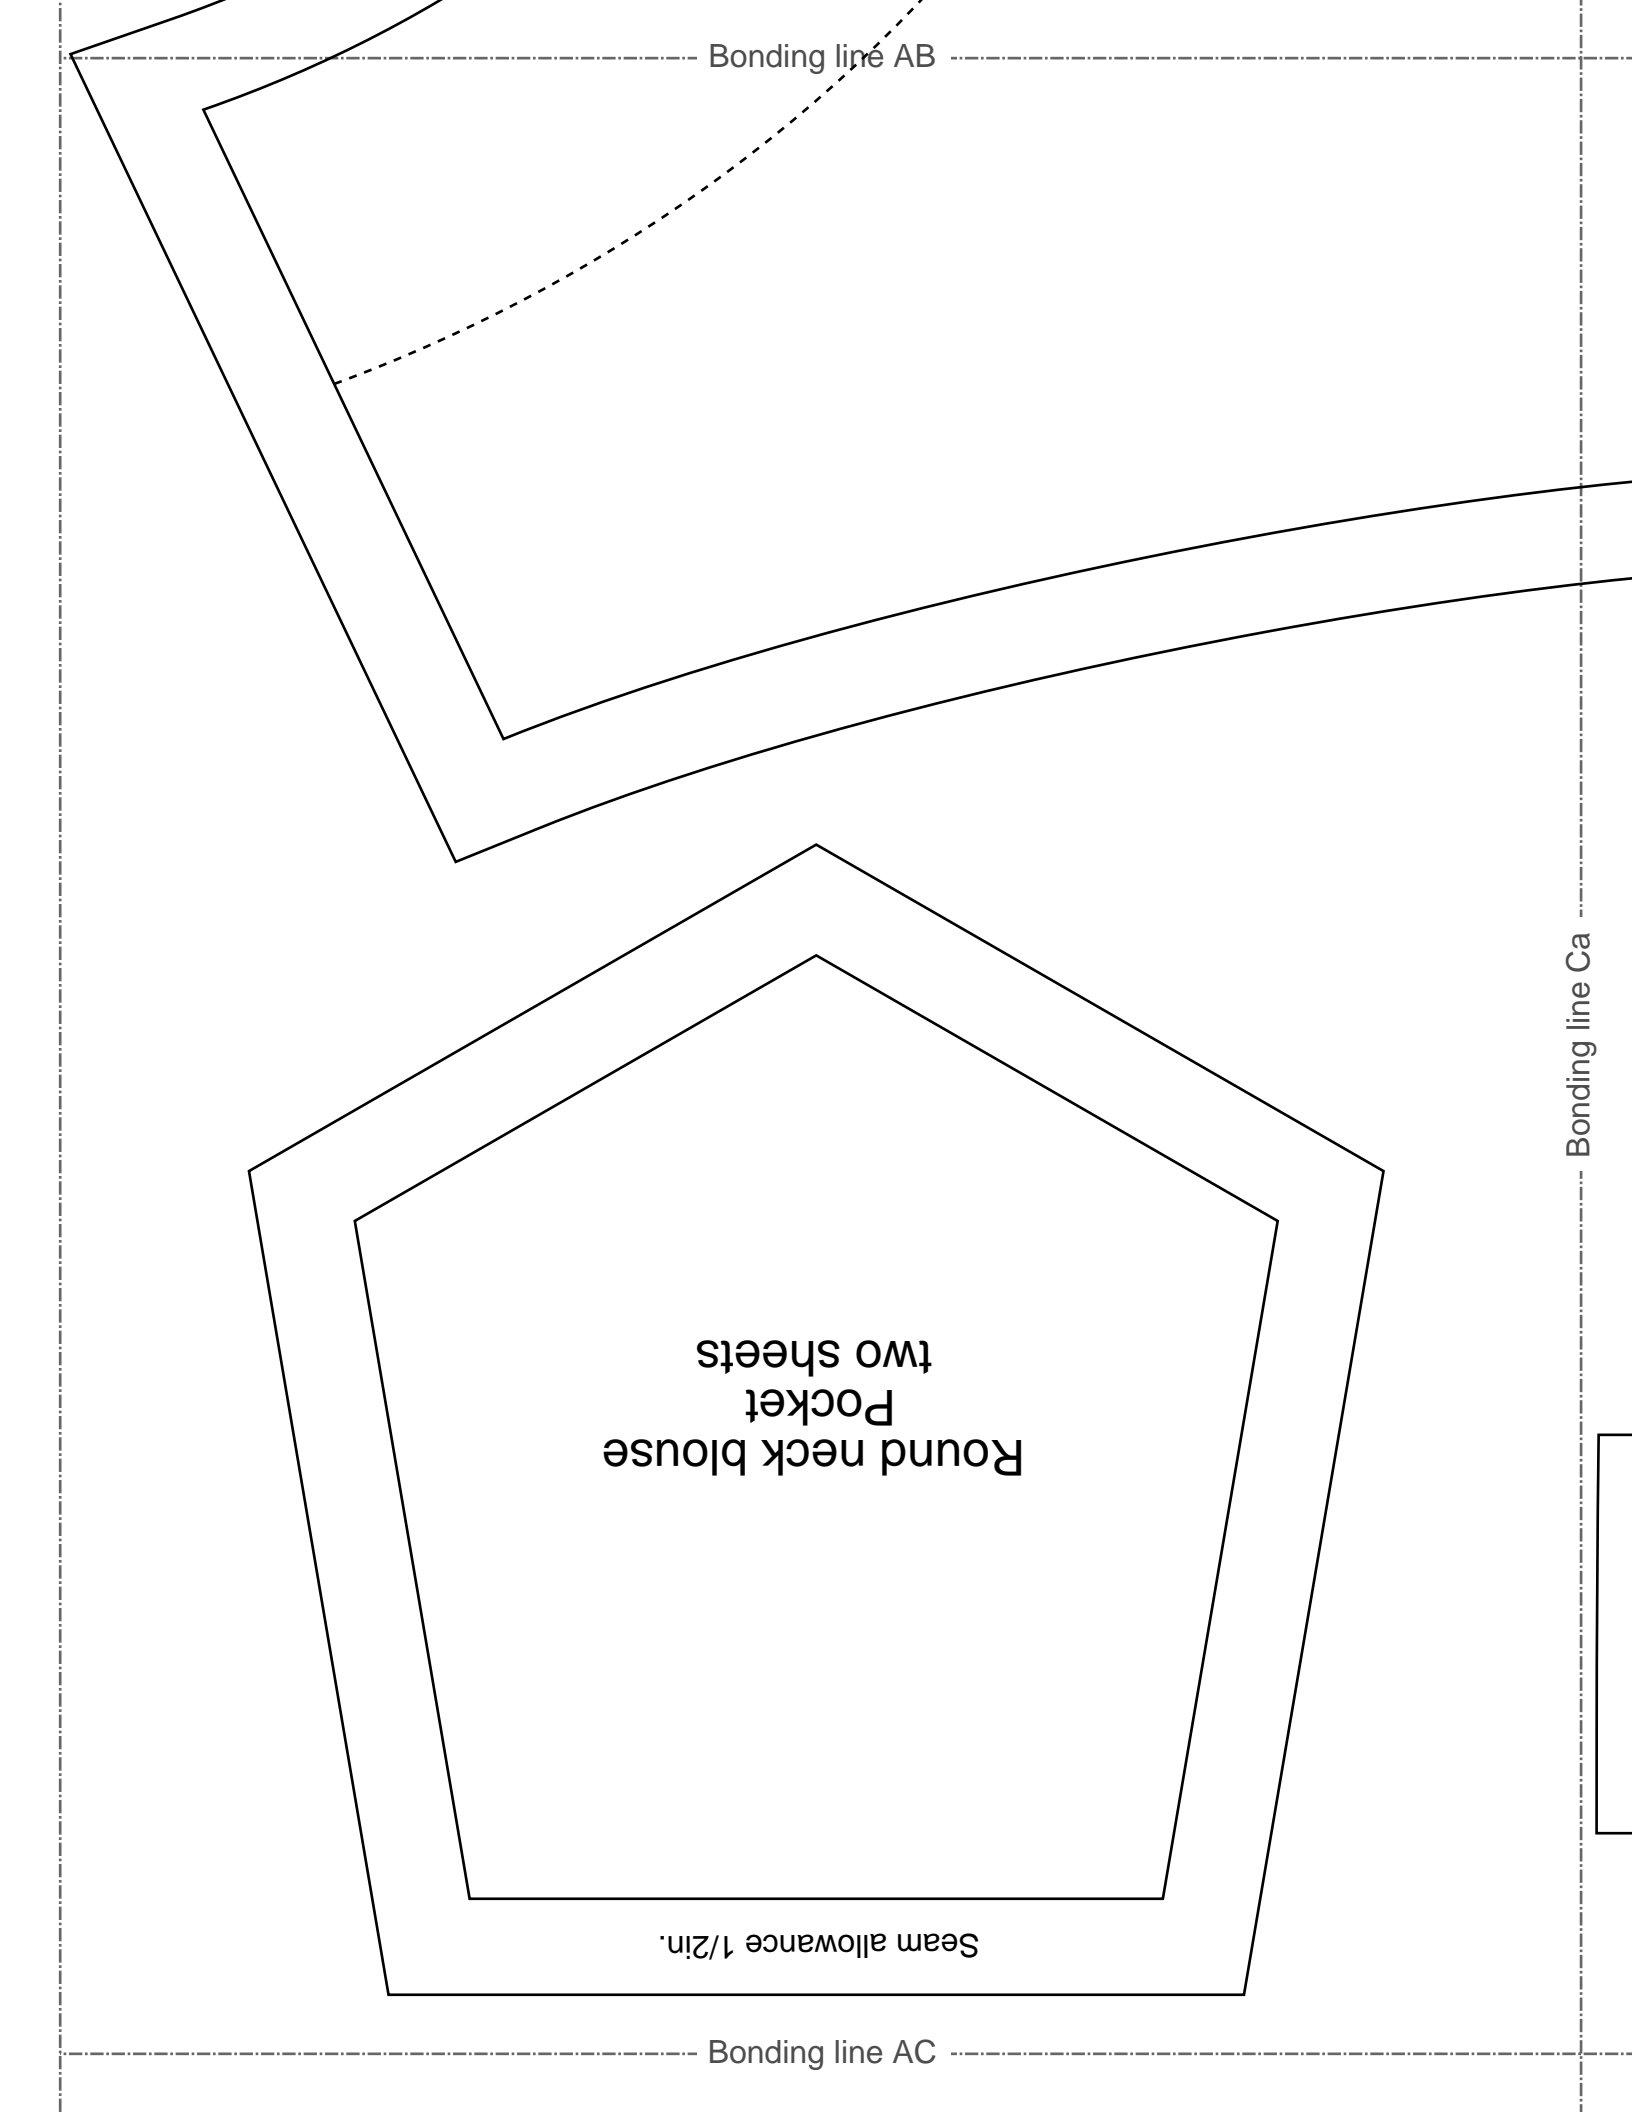 Bonding line AB
Bonding line Ca
Round neck blouse
Pocket
two sheets
Seam allowance 1/2in.
Bonding line AC